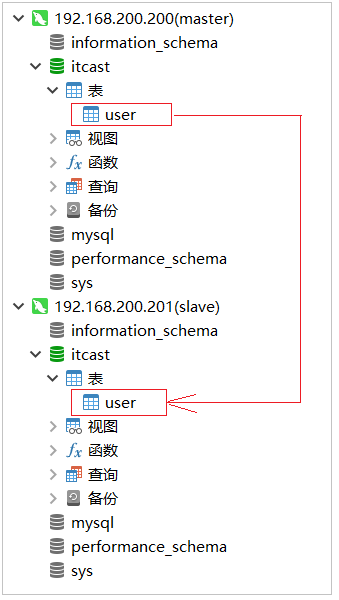 192.168.200.200(master)
information_schema
itcast
表
user
视图
函数
查询
备份
mysql
performance_schema
sys
192.168.200.201(slave)
information_schema
itcast
表
user
视图
函数
查询
备份
mysql
performance_schema
sys